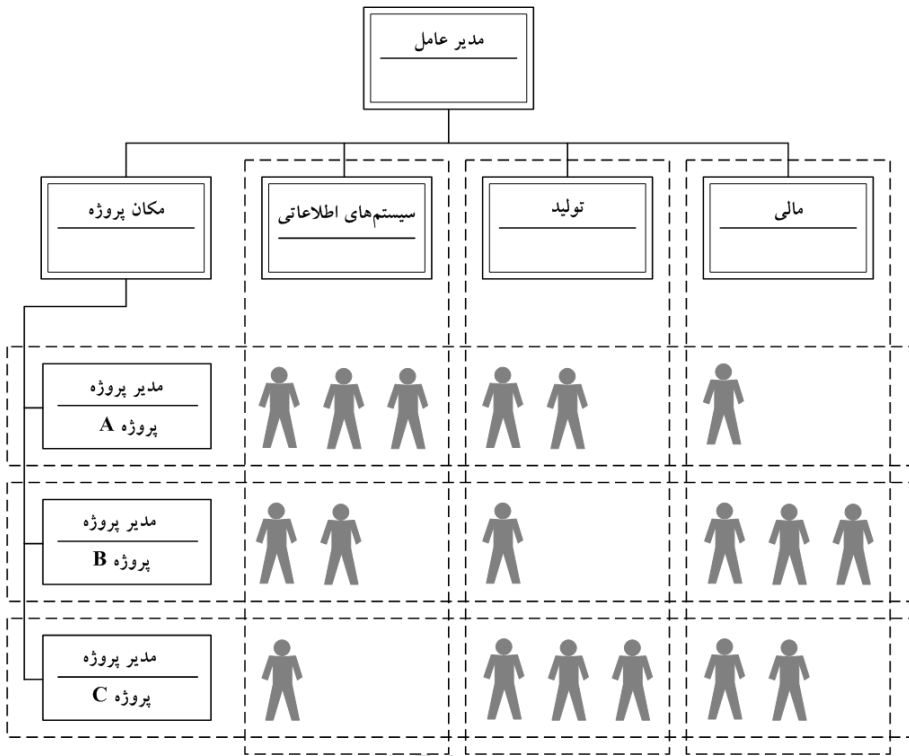 مدیر عامل
مالی
تولید
سیستم‌های اطلاعاتی
مکان پروژه
مدیر پروژه
پروژه A
مدیر پروژه
پروژه B
مدیر پروژه
پروژه C